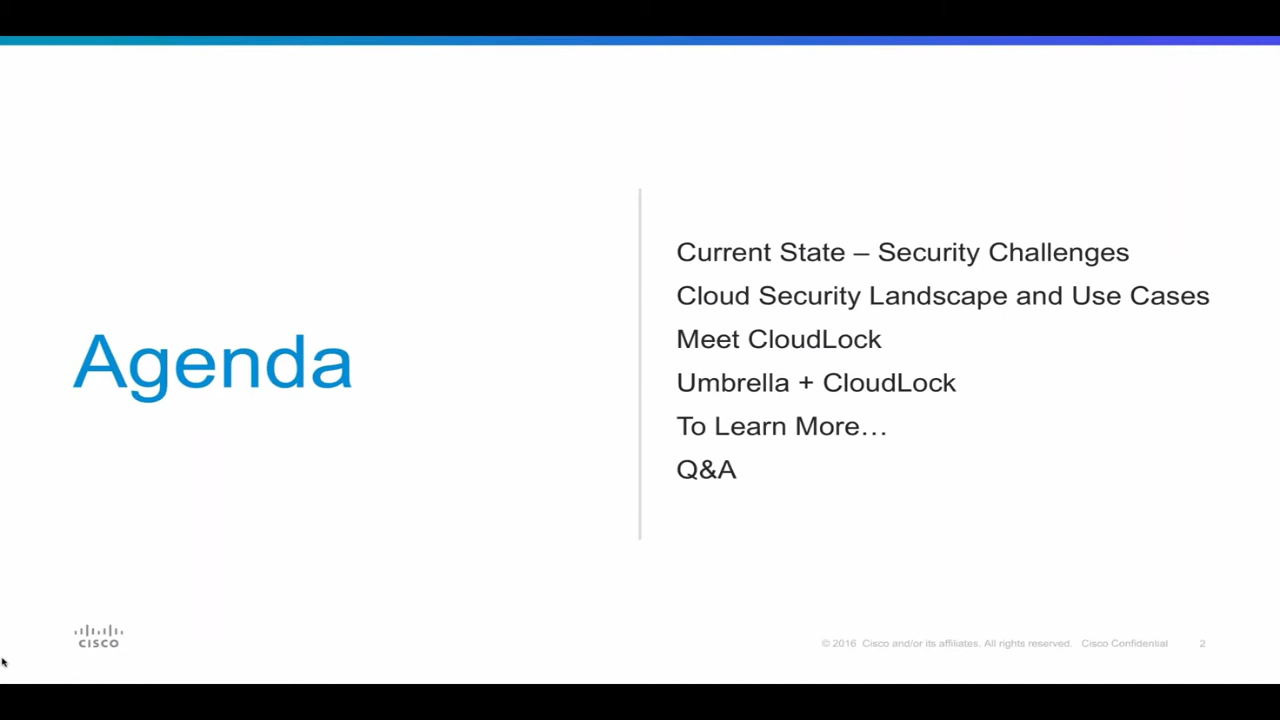 Agenda
Current State – Security Challenges
Cloud Security Landscape and Use Cases
Meet CloudLock
Umbrella + CloudLock
To Learn More…
Q&A
CISCO
© 2016 Cisco and/or its affiliates. All rights reserved. Cisco Confidential 2